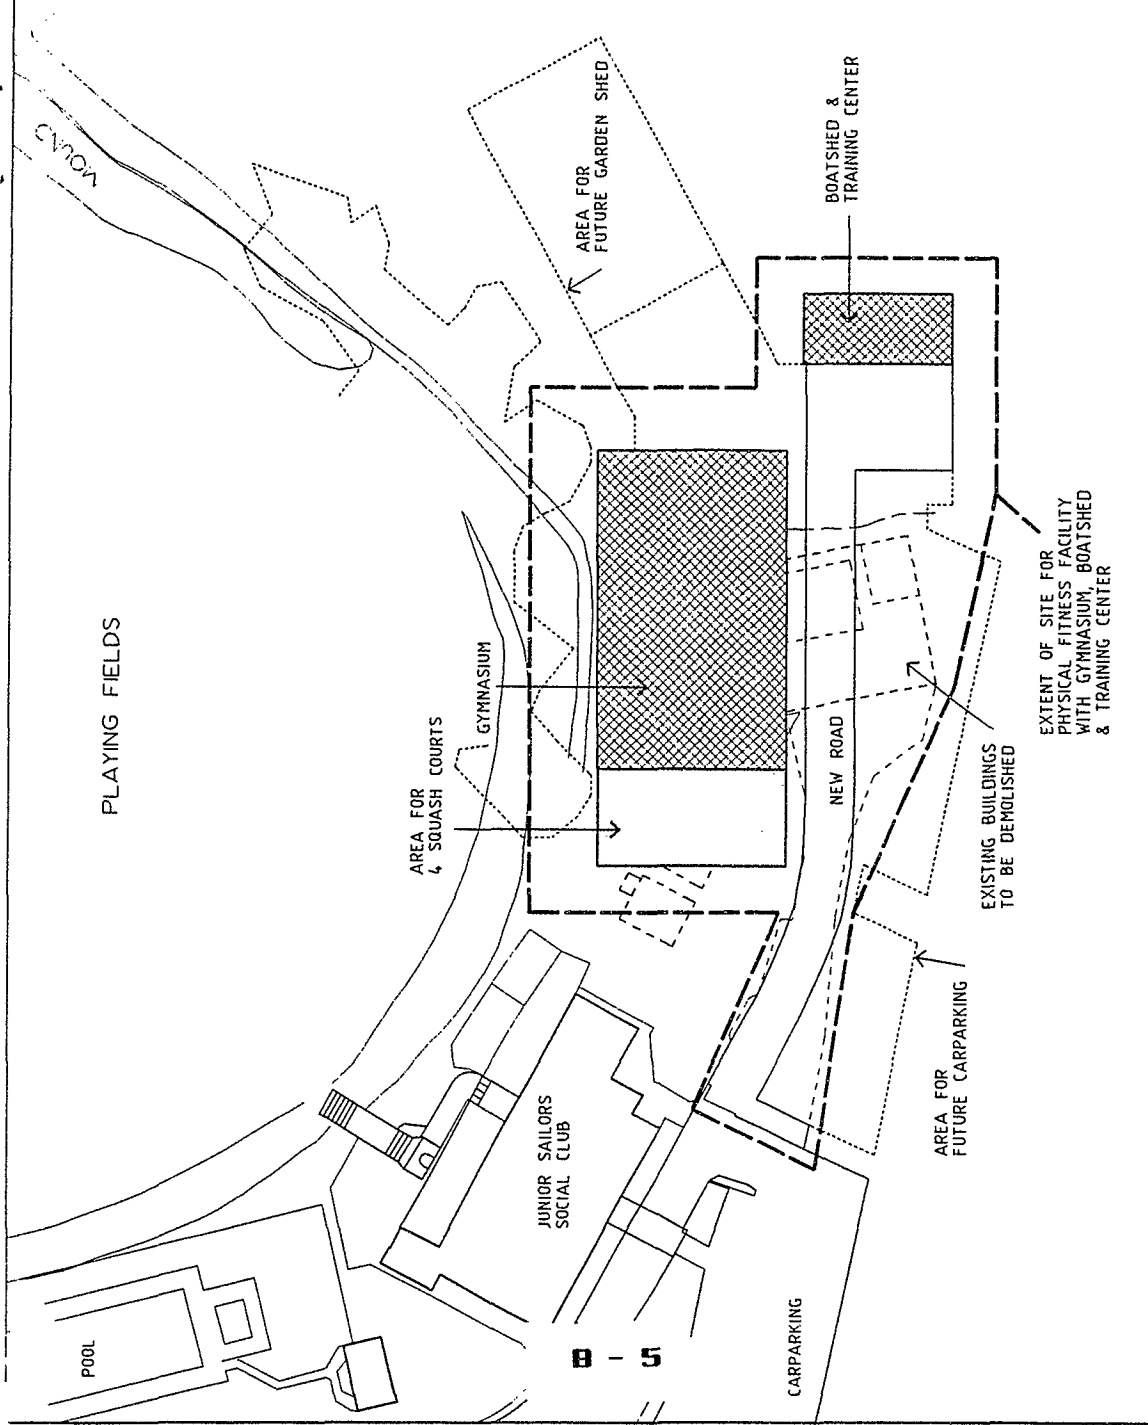 MOUND
PLAYING FIELDS
AREA FOR
FUTURE GARDEN SHED
BOATSHED &
TRAINING CENTER
GYMNASIUM
AREA FOR
4 SQUASH COURTS
NEW ROAD
EXTENT OF SITE FOR
PHYSICAL FITNESS FACILITY
WITH GYMNASIUM, BOATSHED
& TRAINING CENTER
EXISTING BUILDINGS
TO BE DEMOLISHED
AREA FOR
FUTURE CARPARKING
JUNIOR SAILORS
SOCIAL CLUB
POOL
CARPARKING
B - 5